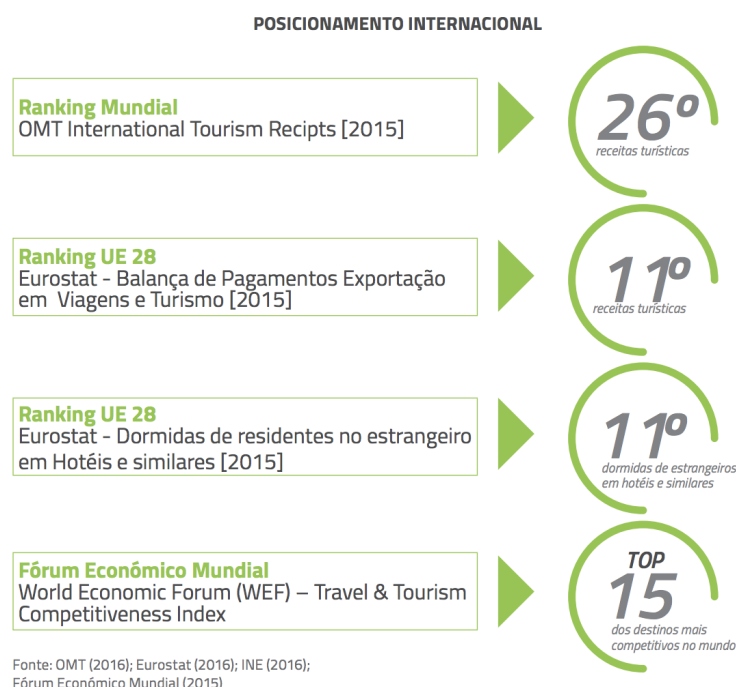 POSICIONAMENTO INTERNACIONAL
Ranking Mundial
OMT International Tourism Recipts [2015]
26º
receitas turísticas
Ranking UE 28
Eurostat - Balança de Pagamentos Exportação
em Viagens e Turismo [2015]
11º
receitas turísticas
Ranking UE 28
Eurostat - Dormidas de residentes no estrangeiro
em Hotéis e similares [2015]
11º
dormidas de estrangeiros
em hotéis e similares
Fórum Económico Mundial
World Economic Forum (WEF) – Travel & Tourism
Competitiveness Index
TOP
15
dos destinos mais
competitivos no mundo
Fonte: OMT (2016); Eurostat (2016); INE (2016);
Fórum Económico Mundial (2015)